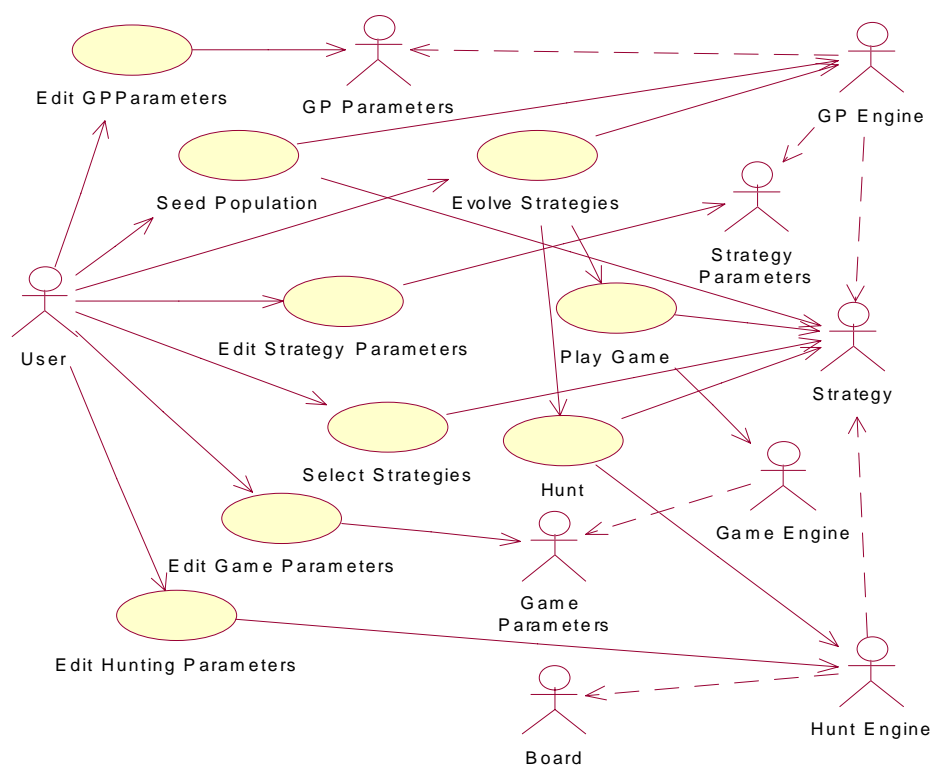 Edit GPParameters
GP Parameters
GP Engine
Seed Population
Evolve Strategies
Strategy
Parameters
User
Edit Strategy Parameters
Play Game
Strategy
Select Strategies
Hunt
Game Engine
Edit Game Parameters
Game
Parameters
Edit Hunting Parameters
Hunt Engine
Board